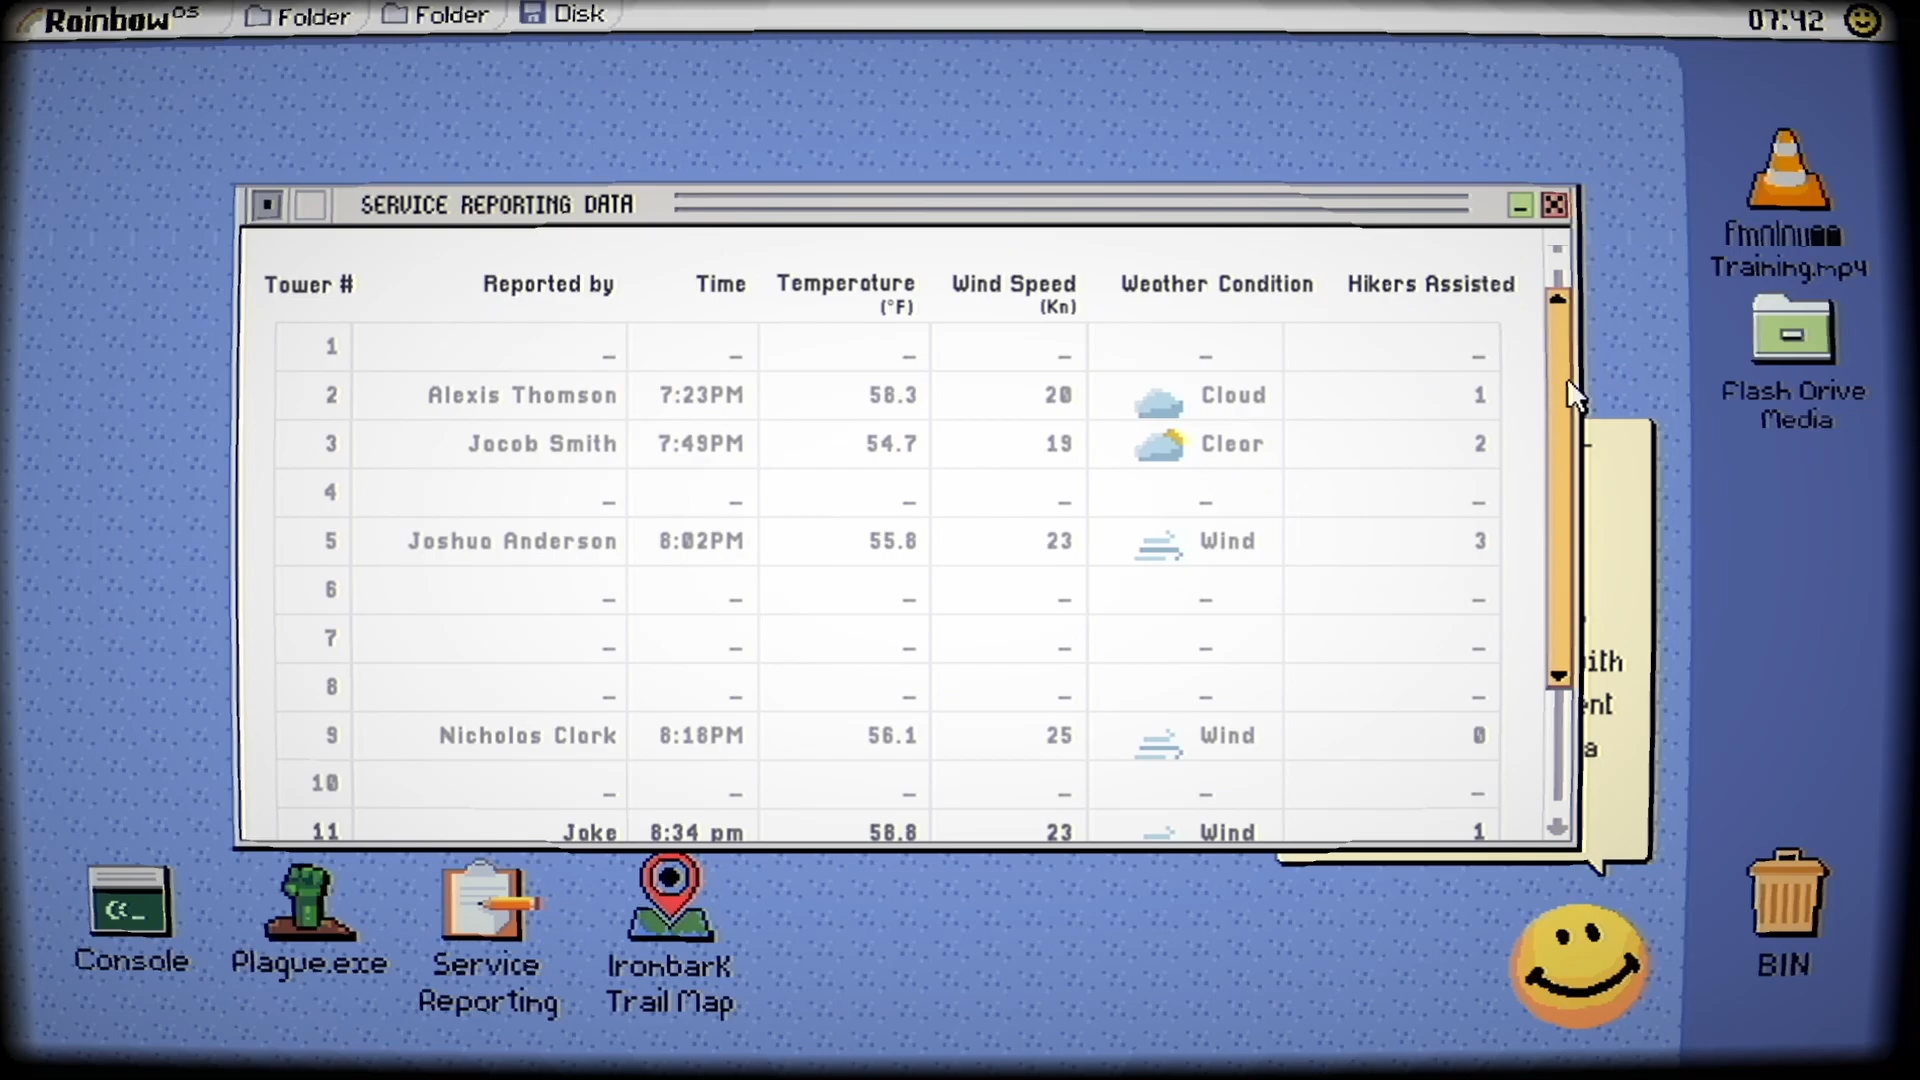 Rainbow OS Folder Folder Disk 07:42
SERVICE REPORTING DATA
Tower # Reported by Time Temperature (°F) Wind Speed (Kn) Weather Condition Hikers Assisted
1 – – – – – –
2 Alexis Thomson 7:23PM 58.3 20 Cloud 1
3 Jacob Smith 7:49PM 54.7 19 Clear 2
4 – – – – – –
5 Joshua Anderson 8:02PM 55.8 23 Wind 3
6 – – – – – –
7 – – – – – –
8 – – – – – –
9 Nicholas Clark 8:18PM 56.1 25 Wind 0
10 – – – – – –
11 Jake 8:34 pm 58.8 23 Wind 1
Training.mp4
Flash Drive
Media
ith
ent
a
Console
Plague.exe
Service
Reporting
Ironbark
Trail Map
BIN